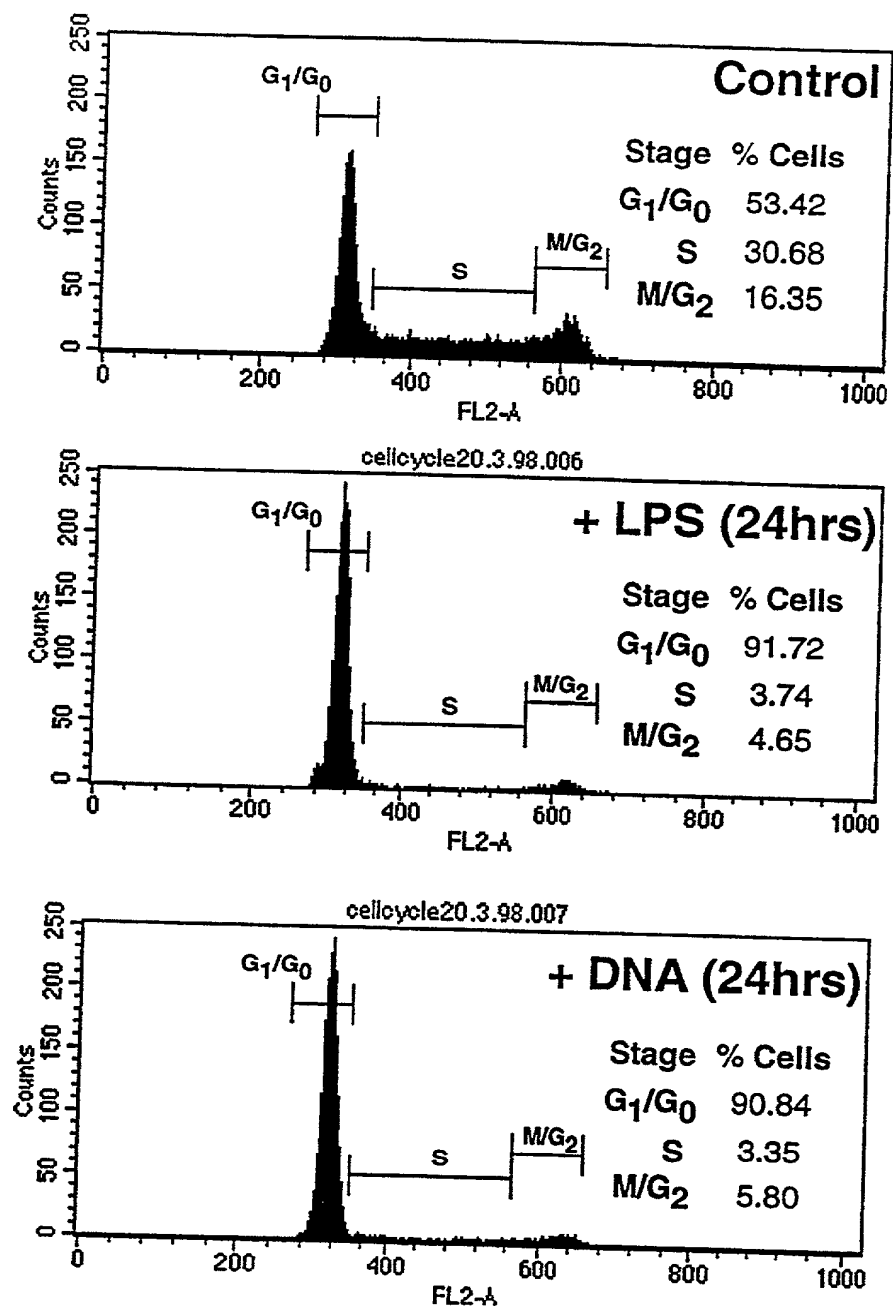 Control
G1/G0
Stage % Cells
G1/G0 53.42
S 30.68
M/G2 16.35
M/G2
S
Counts
250
200
150
100
50
0
0 200 400 600 800 1000
FL2-A
cellcycle20.3.98.006
+ LPS (24hrs)
G1/G0
Stage % Cells
G1/G0 91.72
S 3.74
M/G2 4.65
M/G2
S
Counts
250
200
150
100
50
0
0 200 400 600 800 1000
FL2-A
cellcycle20.3.98.007
+ DNA (24hrs)
G1/G0
Stage % Cells
G1/G0 90.84
S 3.35
M/G2 5.80
M/G2
S
Counts
250
200
150
100
50
0
0 200 400 600 800 1000
FL2-A